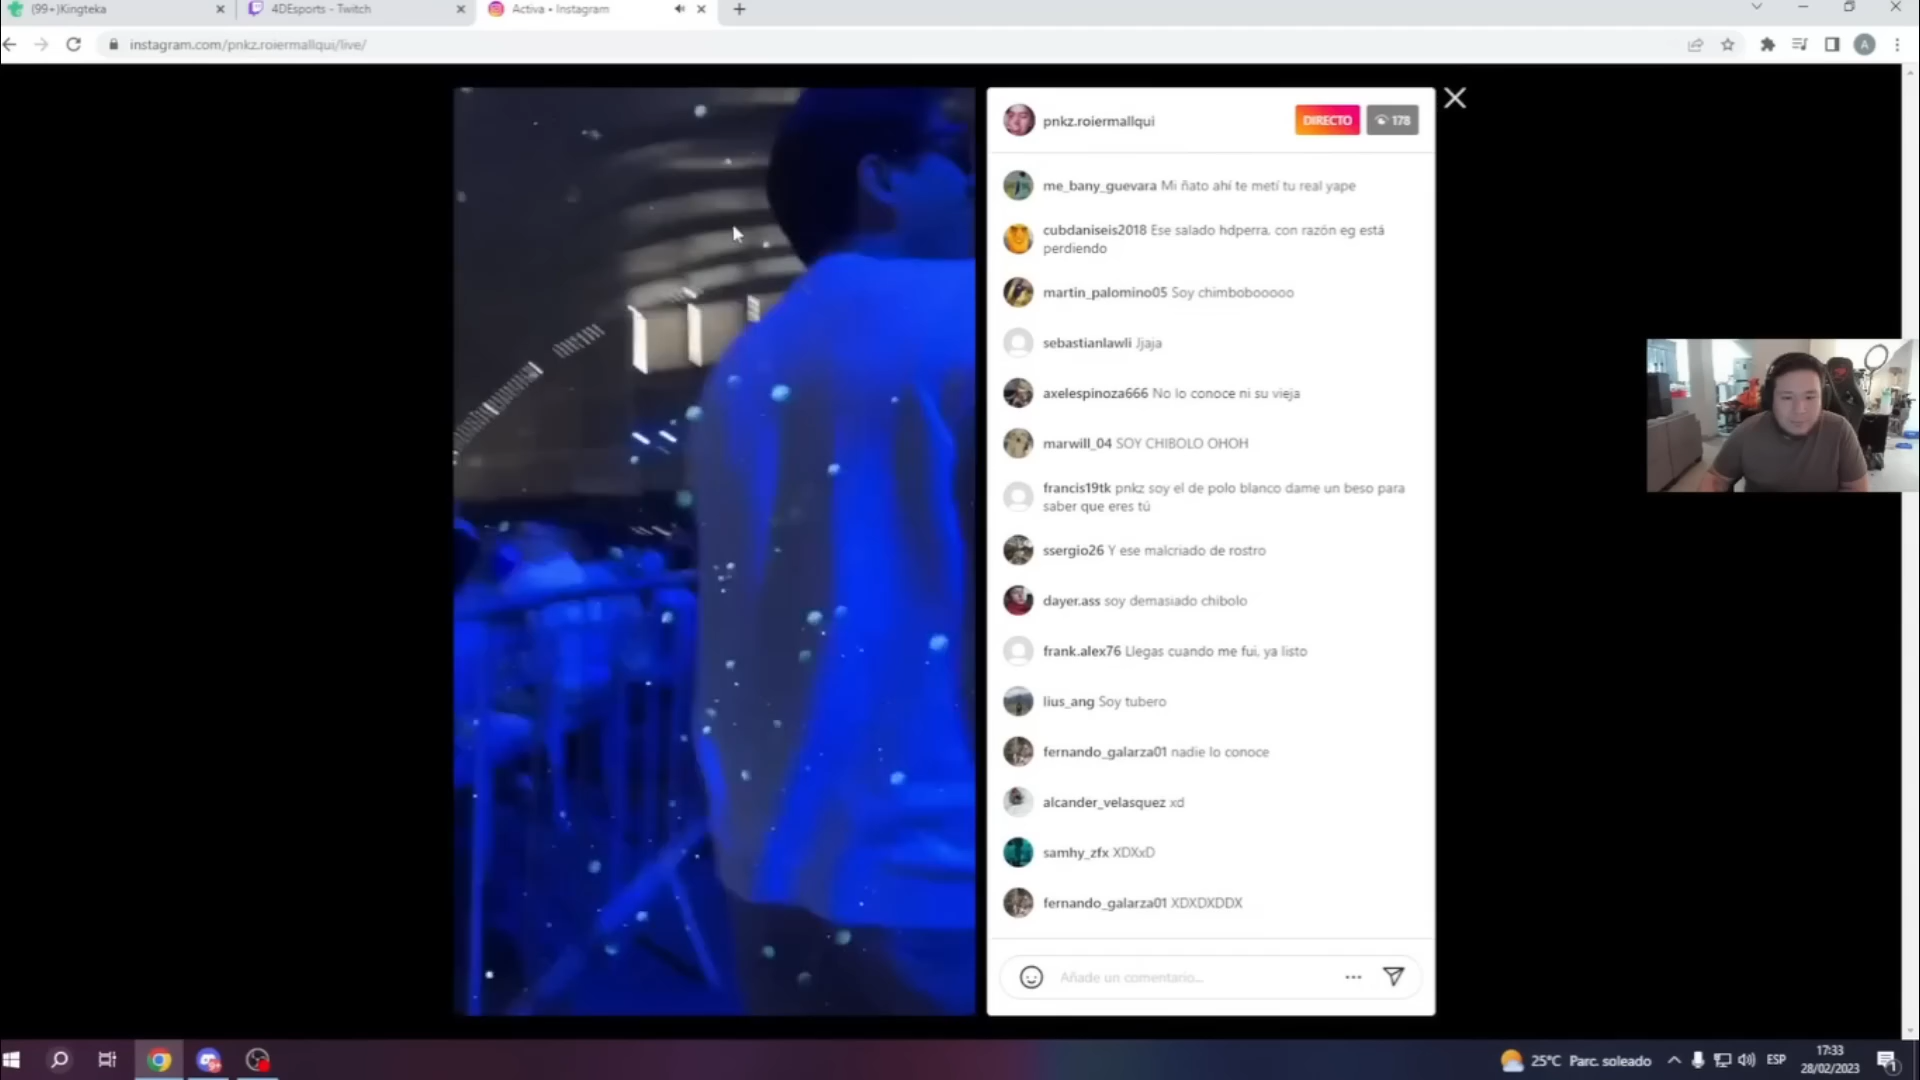 (99+)Kingteka
4DEsports - Twitch
Activa • Instagram
instagram.com/pnkz.roiermallqui/live/
A
pnkz.roiermallqui
DIRECTO
178
me_bany_guevara Mi ñato ahí te metí tu real yape
cubdaniseis2018 Ese salado hdperra, con razón eg está
perdiendo
martin_palomino05 Soy chimbobooooo
sebastianlawli Jjaja
axelespinoza666 No lo conoce ni su vieja
marwill_04 SOY CHIBOLO OHOH
francis19tk pnkz soy el de polo blanco dame un beso para
saber que eres tú
ssergio26 Y ese malcriado de rostro
dayer.ass soy demasiado chibolo
frank.alex76 Llegas cuando me fui, ya listo
lius_ang Soy tubero
fernando_galarza01 nadie lo conoce
alcander_velasquez xd
samhy_zfx XDXxD
fernando_galarza01 XDXDXDDX
Añade un comentario...
25°C Parc. soleado
ESP
17:33
28/02/2023
1